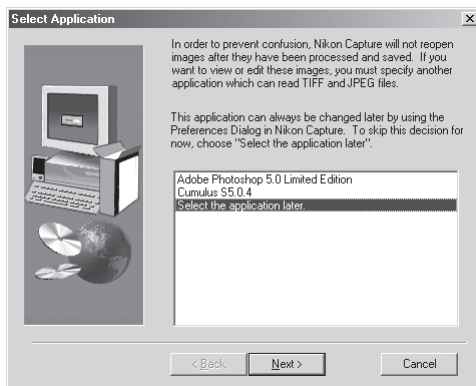 Select Application
In order to prevent confusion, Nikon Capture will not reopen
images after they have been processed and saved. If you
want to view or edit these images, you must specify another
application which can read TIFF and JPEG files.
This application can always be changed later by using the
Preferences Dialog in Nikon Capture. To skip this decision for
now, choose "Select the application later".
Adobe Photoshop 5.0 Limited Edition
Cumulus S5.0.4
Select the application later.
< Back
Next >
Cancel